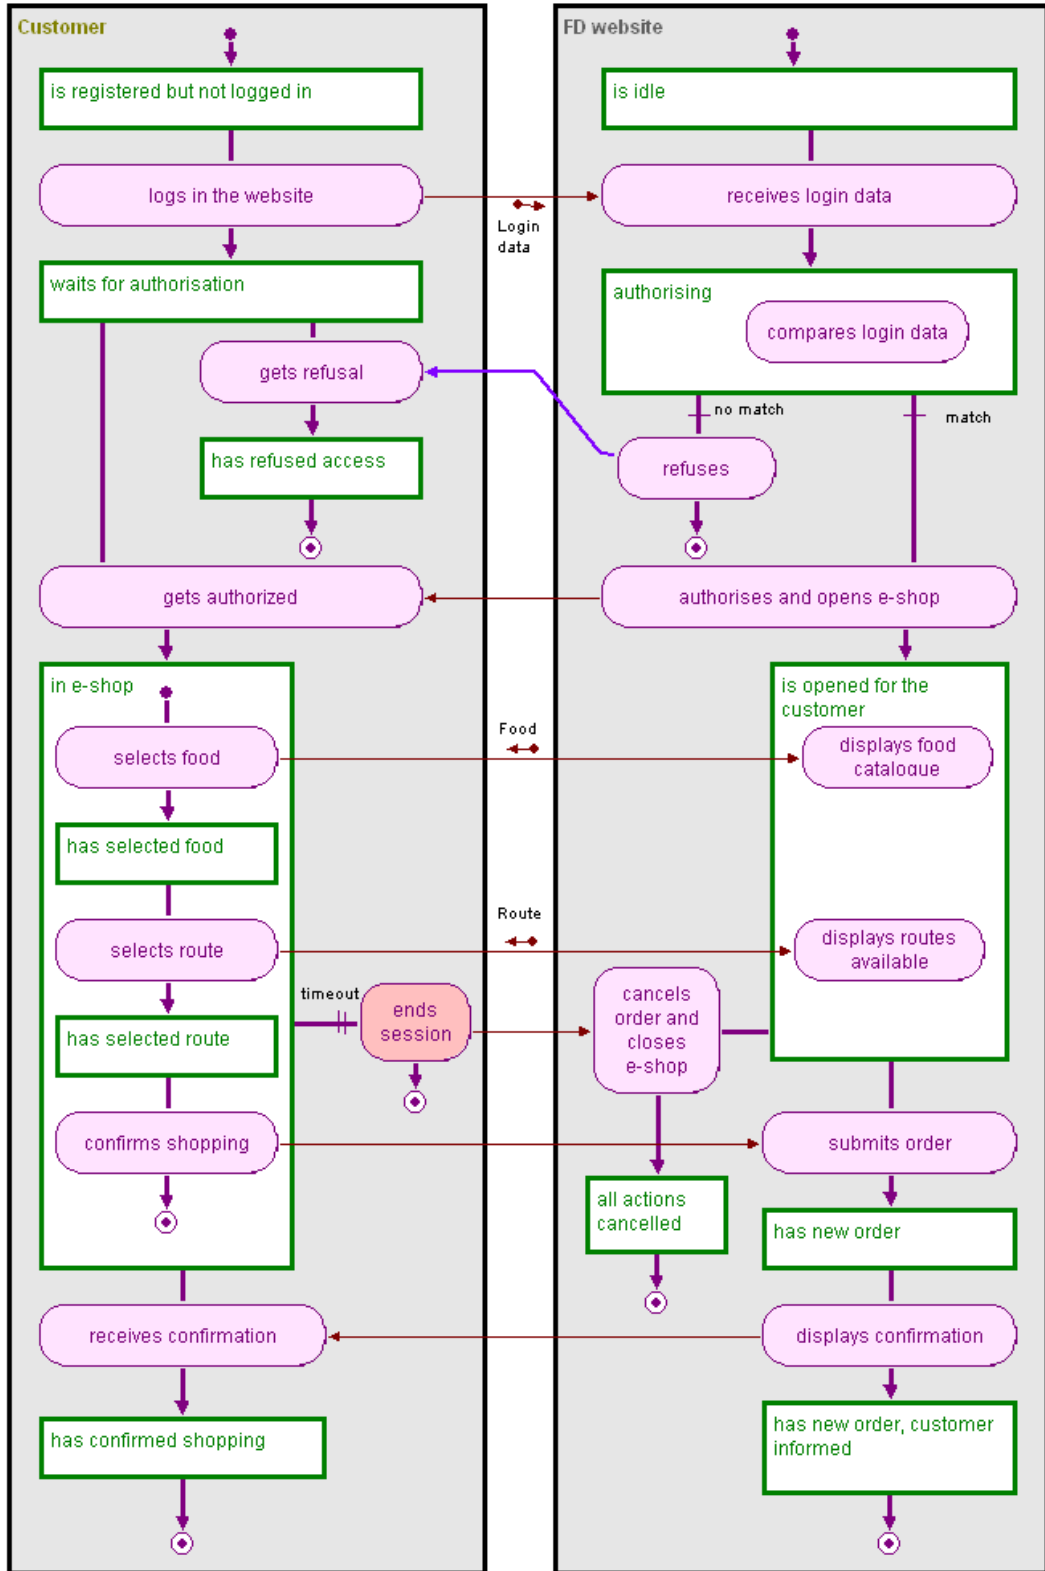 Customer
FD website
is registered but not logged in
is idle
logs in the website
receives login data
Login
data
waits for authorisation
authorising
compares login data
gets refusal
no match
match
has refused access
refuses
gets authorized
authorises and opens e-shop
in e-shop
is opened for the
customer
Food
selects food
displays food
catalogue
has selected food
Route
selects route
displays routes
available
timeout
ends
session
cancels
order and
closes
e-shop
has selected route
confirms shopping
submits order
all actions
cancelled
has new order
receives confirmation
displays confirmation
has confirmed shopping
has new order, customer
informed